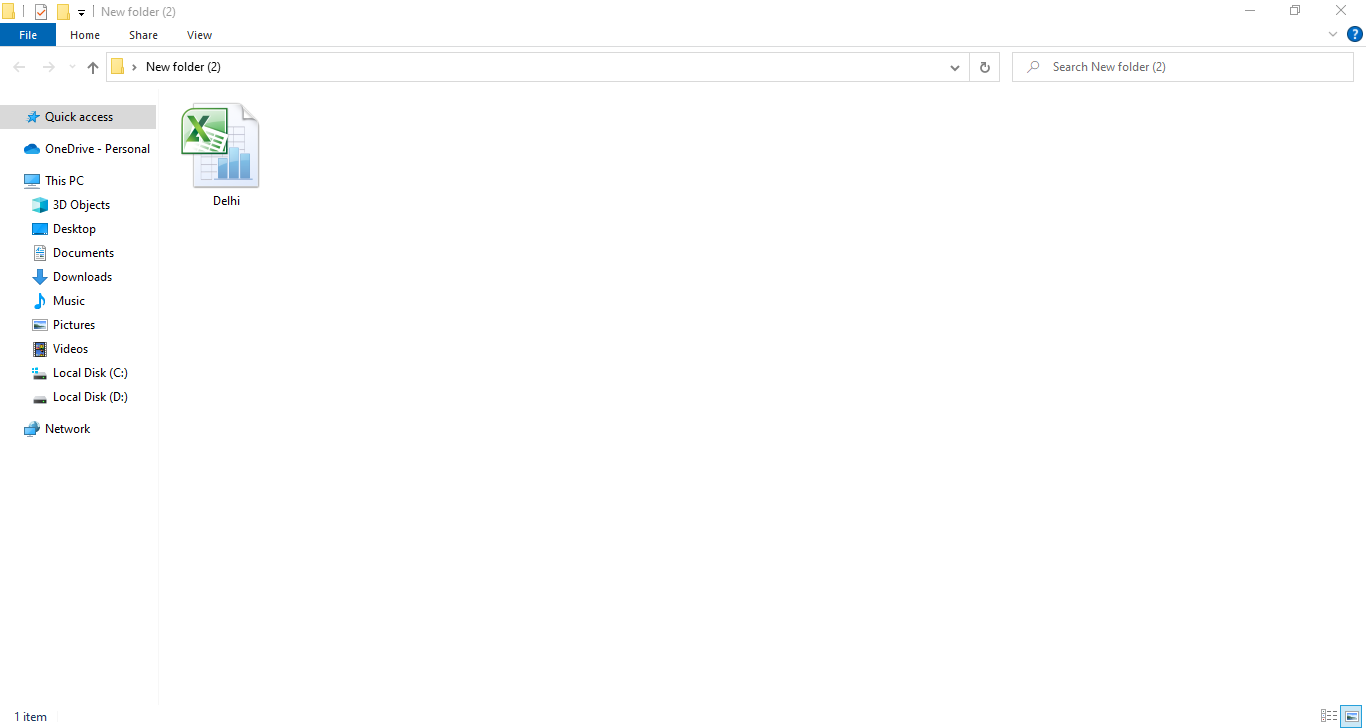 New folder (2)
File Home Share View
New folder (2)
Search New folder (2)
Quick access
OneDrive - Personal
This PC
3D Objects
Desktop
Documents
Downloads
Music
Pictures
Videos
Local Disk (C:)
Local Disk (D:)
Network
Delhi
1 item